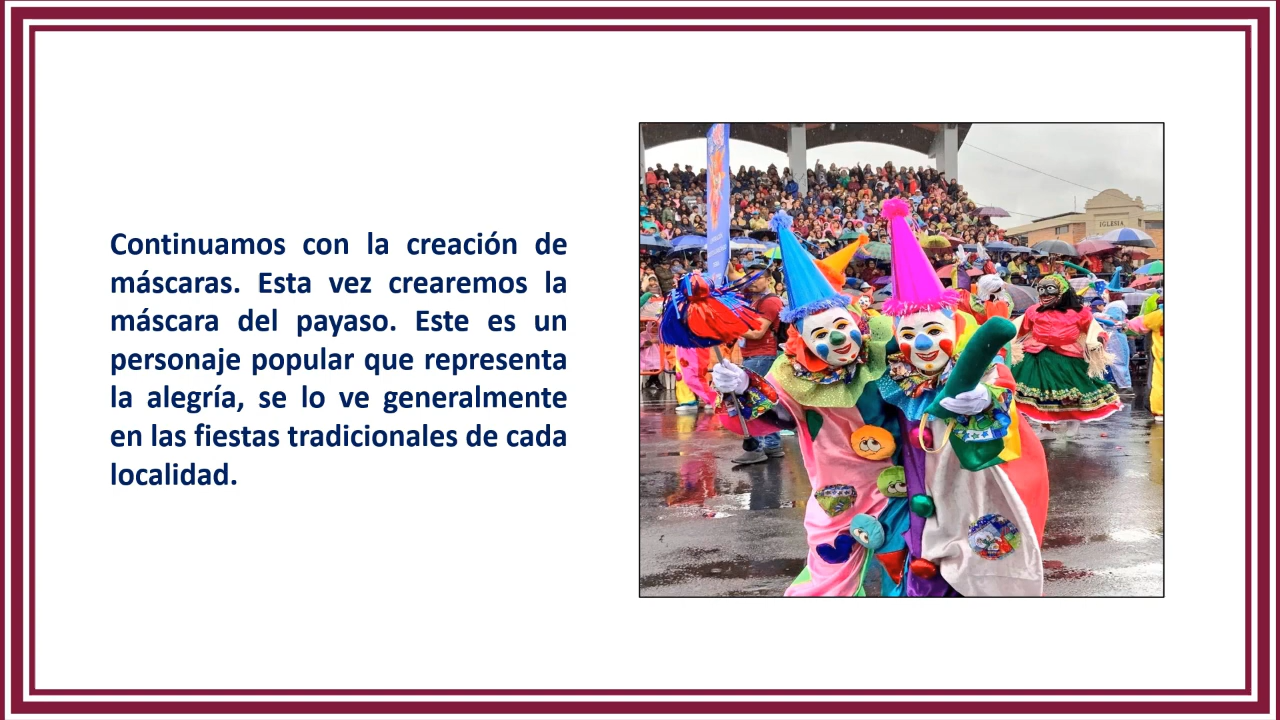 Continuamos con la creación de
máscaras. Esta vez crearemos la
máscara del payaso. Este es un
personaje popular que representa
la alegría, se lo ve generalmente
en las fiestas tradicionales de cada
localidad.
IGLESIA